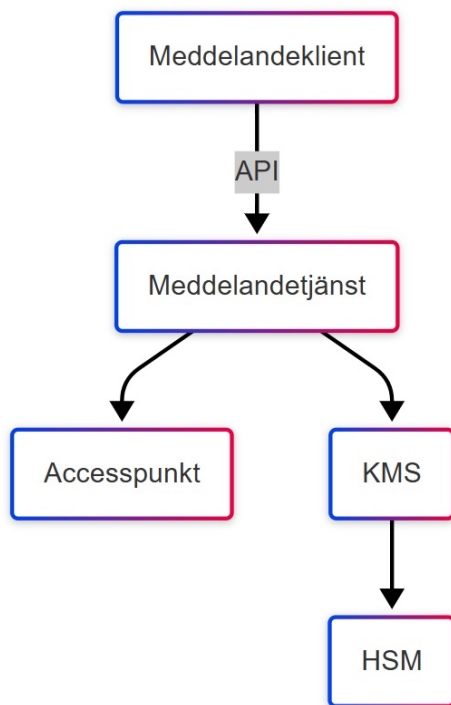 Meddelandeklient
API
Meddelandetjänst
Accesspunkt
KMS
HSM